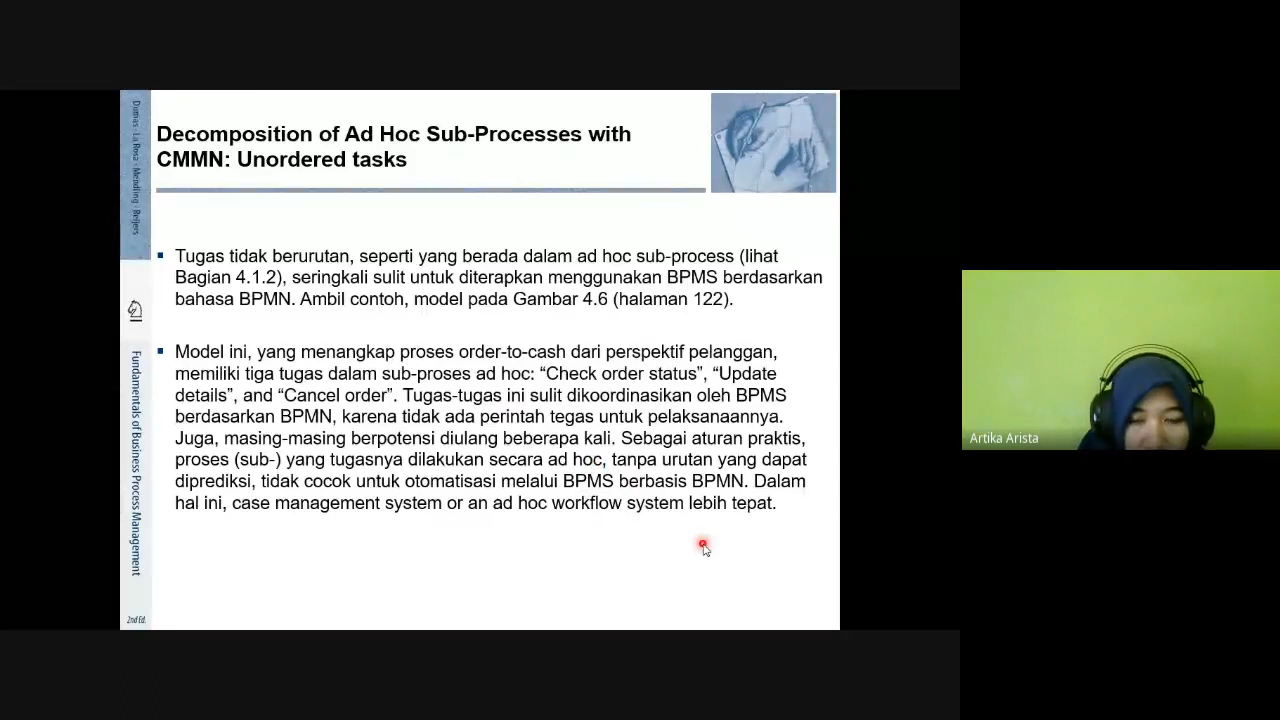 Decomposition of Ad Hoc Sub-Processes with
CMMN: Unordered tasks
Dumas · La Rosa · Mendling · Reijers
Fundamentals of Business Process Management
2nd Ed.
▪ Tugas tidak berurutan, seperti yang berada dalam ad hoc sub-process (lihat
Bagian 4.1.2), seringkali sulit untuk diterapkan menggunakan BPMS berdasarkan
bahasa BPMN. Ambil contoh, model pada Gambar 4.6 (halaman 122).
▪ Model ini, yang menangkap proses order-to-cash dari perspektif pelanggan,
memiliki tiga tugas dalam sub-proses ad hoc: “Check order status”, “Update
details”, and “Cancel order”. Tugas-tugas ini sulit dikoordinasikan oleh BPMS
berdasarkan BPMN, karena tidak ada perintah tegas untuk pelaksanaannya.
Juga, masing-masing berpotensi diulang beberapa kali. Sebagai aturan praktis,
proses (sub-) yang tugasnya dilakukan secara ad hoc, tanpa urutan yang dapat
diprediksi, tidak cocok untuk otomatisasi melalui BPMS berbasis BPMN. Dalam
hal ini, case management system or an ad hoc workflow system lebih tepat.
Artika Arista